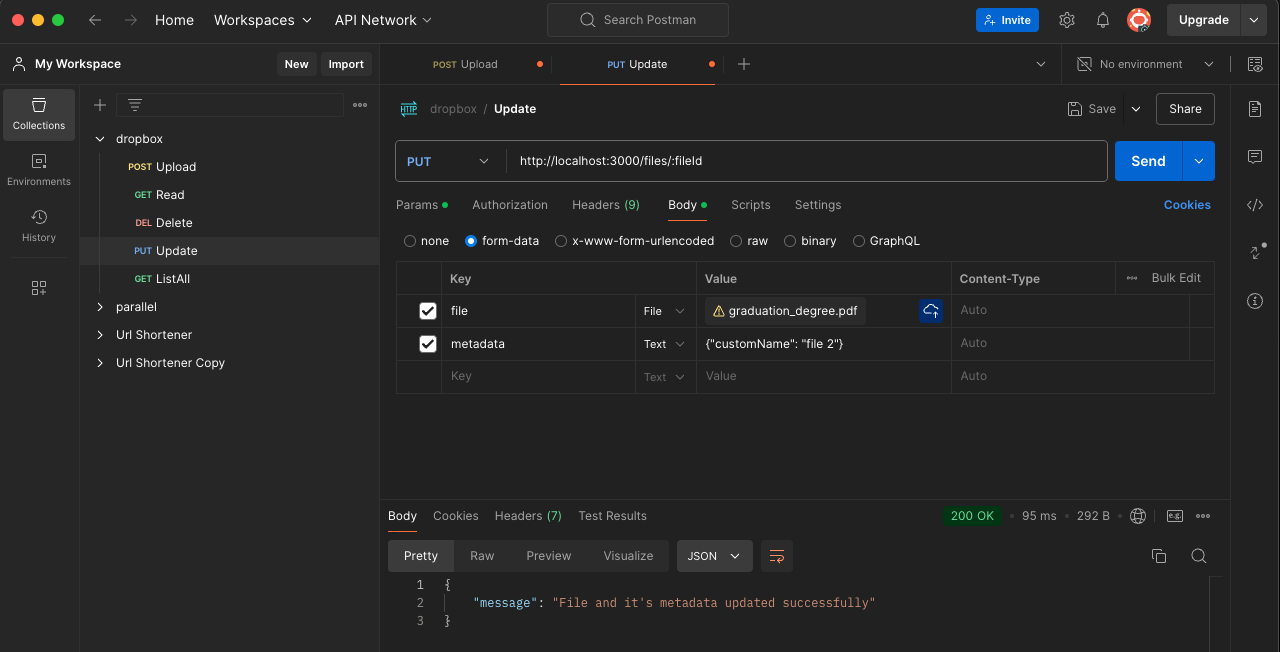 Home Workspaces API Network Search Postman Invite Upgrade
My Workspace New Import POST Upload PUT Update No environment
Collections
Environments
History
dropbox
POST Upload
GET Read
DEL Delete
PUT Update
GET ListAll
parallel
Url Shortener
Url Shortener Copy
HTTP dropbox / Update Save Share
PUT http://localhost:3000/files/:fileId Send
Params Authorization Headers (9) Body Scripts Settings Cookies
none form-data x-www-form-urlencoded raw binary GraphQL
Key Value Content-Type Bulk Edit
file File graduation_degree.pdf Auto
metadata Text {"customName": "file 2"} Auto
Key Text Value Auto
Body Cookies Headers (7) Test Results 200 OK 95 ms 292 B e.g.
Pretty Raw Preview Visualize JSON
1 {
2 "message": "File and it's metadata updated successfully"
3 }